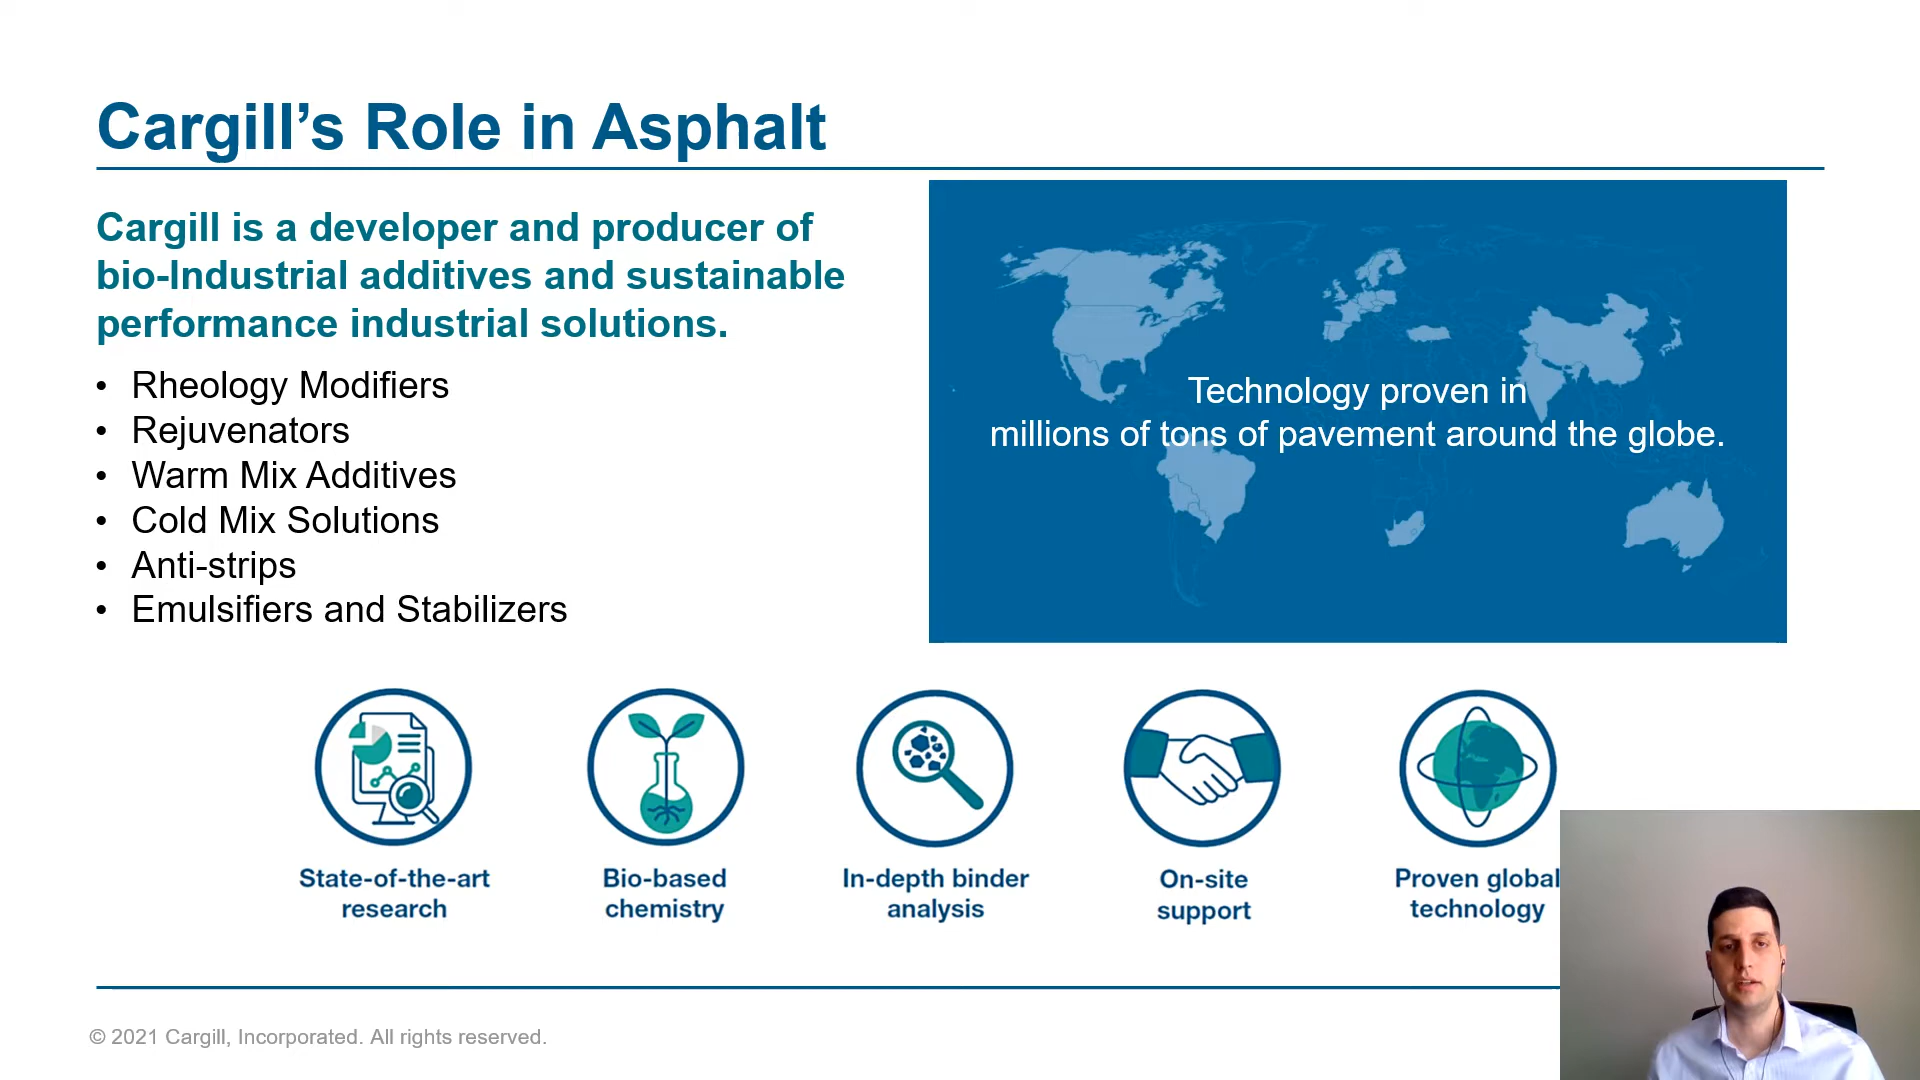 Cargill’s Role in Asphalt
Cargill is a developer and producer of
bio-Industrial additives and sustainable
performance industrial solutions.
• Rheology Modifiers
• Rejuvenators
• Warm Mix Additives
• Cold Mix Solutions
• Anti-strips
• Emulsifiers and Stabilizers
Technology proven in
millions of tons of pavement around the globe.
State-of-the-art
research
Bio-based
chemistry
In-depth binder
analysis
On-site
support
Proven global
technology
© 2021 Cargill, Incorporated. All rights reserved.